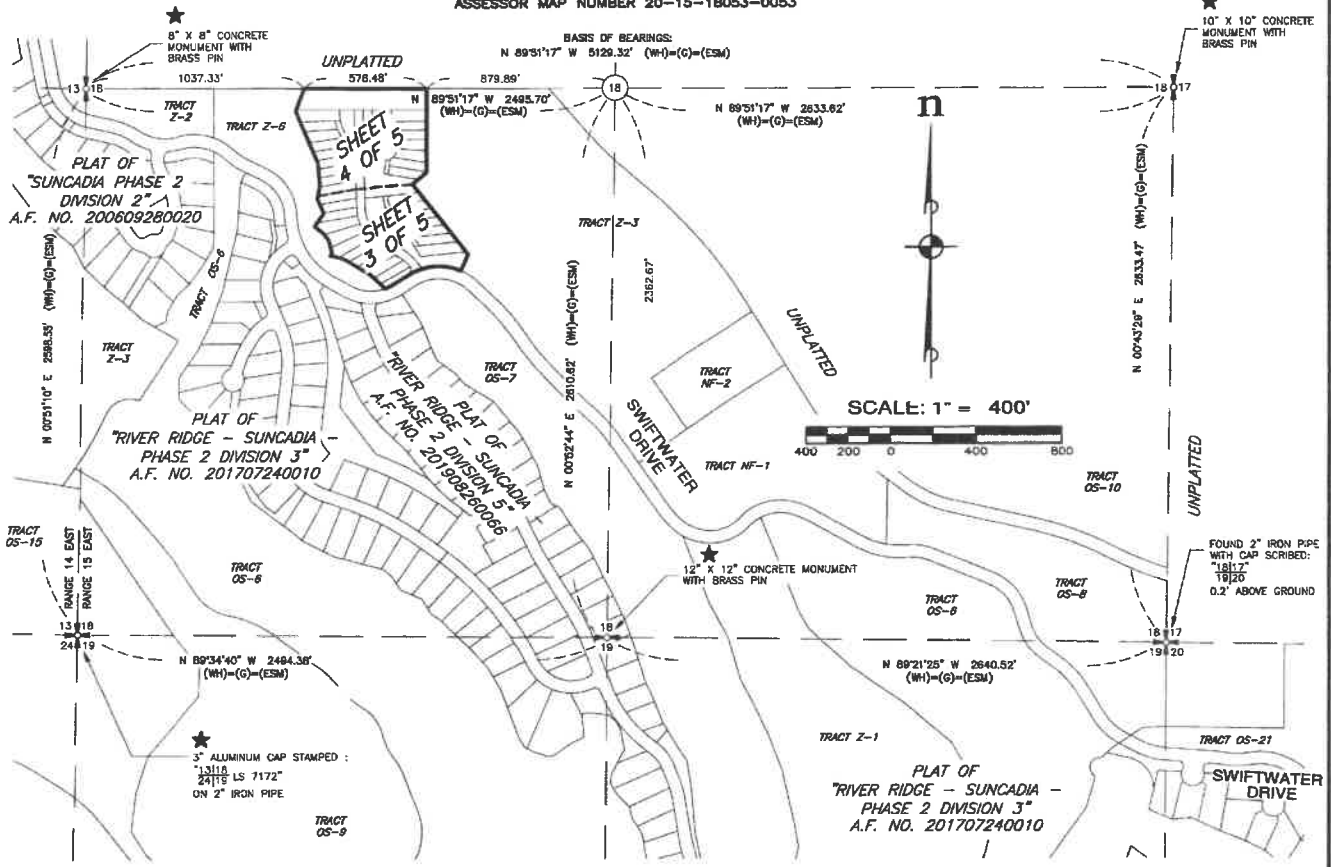 ASSESSOR MAP NUMBER 20-15-18053-0053
★
8" X 8" CONCRETE
MONUMENT WITH
BRASS PIN
★
10" X 10" CONCRETE
MONUMENT WITH
BRASS PIN
BASIS OF BEARINGS:
N 89'51'17" W 5129.32' (WH)=(G)=(ESM)
UNPLATTED
1037.33'
576.48'
879.89'
13
18
18
18
17
N 89'51'17" W 2495.70'
(WH)=(G)=(ESM)
N 89'51'17" W 2633.62'
(WH)=(G)=(ESM)
TRACT
Z-2
TRACT Z-6
SHEET
4 OF 5
SHEET
3 OF 5
n
PLAT OF
"SUNCADIA PHASE 2
DIVISION 2"
A.F. NO. 200609280020
TRACT OS-6
N 00'51'10" E 2598.55' (WH)=(G)=(ESM)
TRACT Z-3
2362.67'
N 00'52'44" E 2610.62' (WH)=(G)=(ESM)
N 00'43'29" E 2633.47' (WH)=(G)=(ESM)
TRACT
Z-3
UNPLATTED
TRACT
OS-7
TRACT
NF-2
SCALE: 1" = 400'
400 200 0 400 800
PLAT OF
"RIVER RIDGE - SUNCADIA -
PHASE 2 DIVISION 3"
A.F. NO. 201707240010
PLAT OF
"RIVER RIDGE - SUNCADIA
PHASE 2 DIVISION 5"
A.F. NO. 201908260066
SWIFTWATER
DRIVE
TRACT NF-1
TRACT
OS-10
UNPLATTED
TRACT
OS-15
RANGE 14 EAST
RANGE 15 EAST
TRACT
OS-6
★
12" X 12" CONCRETE MONUMENT
WITH BRASS PIN
FOUND 2" IRON PIPE
WITH CAP SCRIBED:
"18|17"
19|20
0.2' ABOVE GROUND
TRACT
OS-8
TRACT
OS-6
13
18
24
19
18
19
18
17
19
20
N 89'34'40" W 2494.38'
(WH)=(G)=(ESM)
N 89'21'25" W 2640.52'
(WH)=(G)=(ESM)
★
3" ALUMINUM CAP STAMPED :
"13|18
24|19 LS 7172"
ON 2" IRON PIPE
TRACT
OS-9
TRACT Z-1
PLAT OF
"RIVER RIDGE - SUNCADIA -
PHASE 2 DIVISION 3"
A.F. NO. 201707240010
TRACT OS-21
SWIFTWATER
DRIVE